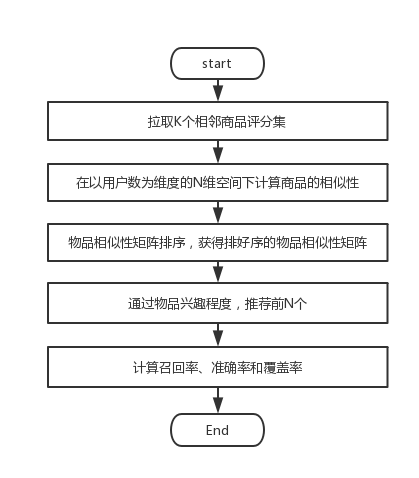 start
拉取K个相邻商品评分集
在以用户数为维度的N维空间下计算商品的相似性
物品相似性矩阵排序，获得排好序的物品相似性矩阵
通过物品兴趣程度，推荐前N个
计算召回率、准确率和覆盖率
End